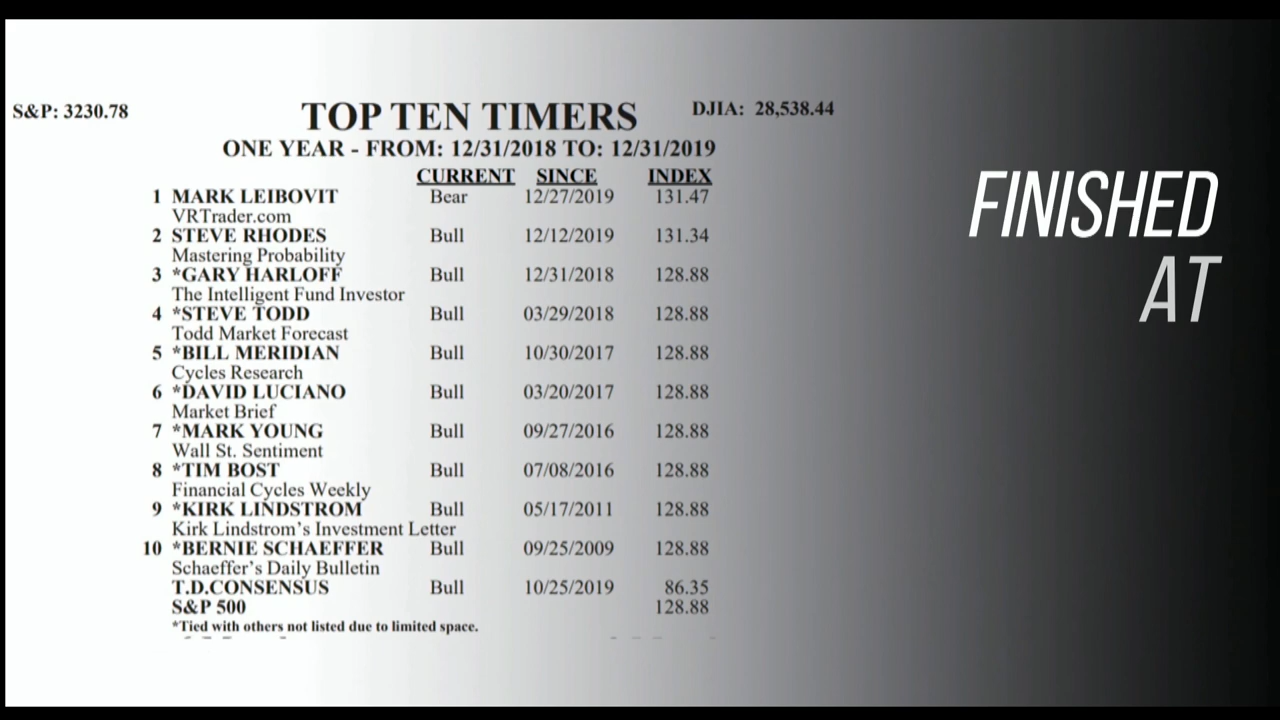 S&P: 3230.78
TOP TEN TIMERS
DJIA: 28,538.44
ONE YEAR - FROM: 12/31/2018 TO: 12/31/2019
CURRENT SINCE INDEX
1 MARK LEIBOVIT Bear 12/27/2019 131.47
VRTrader.com
2 STEVE RHODES Bull 12/12/2019 131.34
Mastering Probability
3 *GARY HARLOFF Bull 12/31/2018 128.88
The Intelligent Fund Investor
4 *STEVE TODD Bull 03/29/2018 128.88
Todd Market Forecast
5 *BILL MERIDIAN Bull 10/30/2017 128.88
Cycles Research
6 *DAVID LUCIANO Bull 03/20/2017 128.88
Market Brief
7 *MARK YOUNG Bull 09/27/2016 128.88
Wall St. Sentiment
8 *TIM BOST Bull 07/08/2016 128.88
Financial Cycles Weekly
9 *KIRK LINDSTROM Bull 05/17/2011 128.88
Kirk Lindstrom's Investment Letter
10 *BERNIE SCHAEFFER Bull 09/25/2009 128.88
Schaeffer's Daily Bulletin
T.D.CONSENSUS Bull 10/25/2019 86.35
S&P 500 128.88
*Tied with others not listed due to limited space.
FINISHED
AT